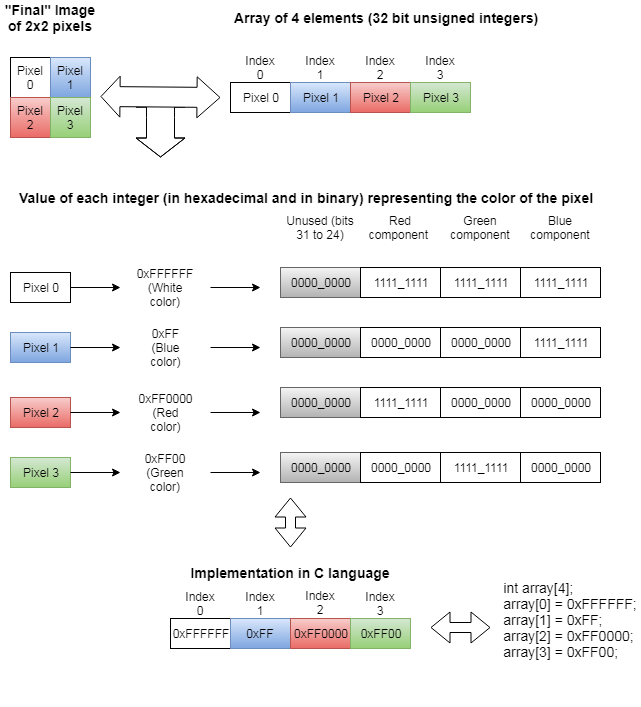 "Final" Image
of 2x2 pixels
Array of 4 elements (32 bit unsigned integers)
Pixel
0
Pixel
1
Pixel
2
Pixel
3
Index
0
Index
1
Index
2
Index
3
Pixel 0
Pixel 1
Pixel 2
Pixel 3
Value of each integer (in hexadecimal and in binary) representing the color of the pixel
Unused (bits
31 to 24)
Red
component
Green
component
Blue
component
Pixel 0
0xFFFFFF
(White
color)
0000_0000
1111_1111
1111_1111
1111_1111
Pixel 1
0xFF
(Blue
color)
0000_0000
0000_0000
0000_0000
1111_1111
Pixel 2
0xFF0000
(Red
color)
0000_0000
1111_1111
0000_0000
0000_0000
Pixel 3
0xFF00
(Green
color)
0000_0000
0000_0000
1111_1111
0000_0000
Implementation in C language
Index
0
Index
1
Index
2
Index
3
0xFFFFFF
0xFF
0xFF0000
0xFF00
int array[4];
array[0] = 0xFFFFFF;
array[1] = 0xFF;
array[2] = 0xFF0000;
array[3] = 0xFF00;